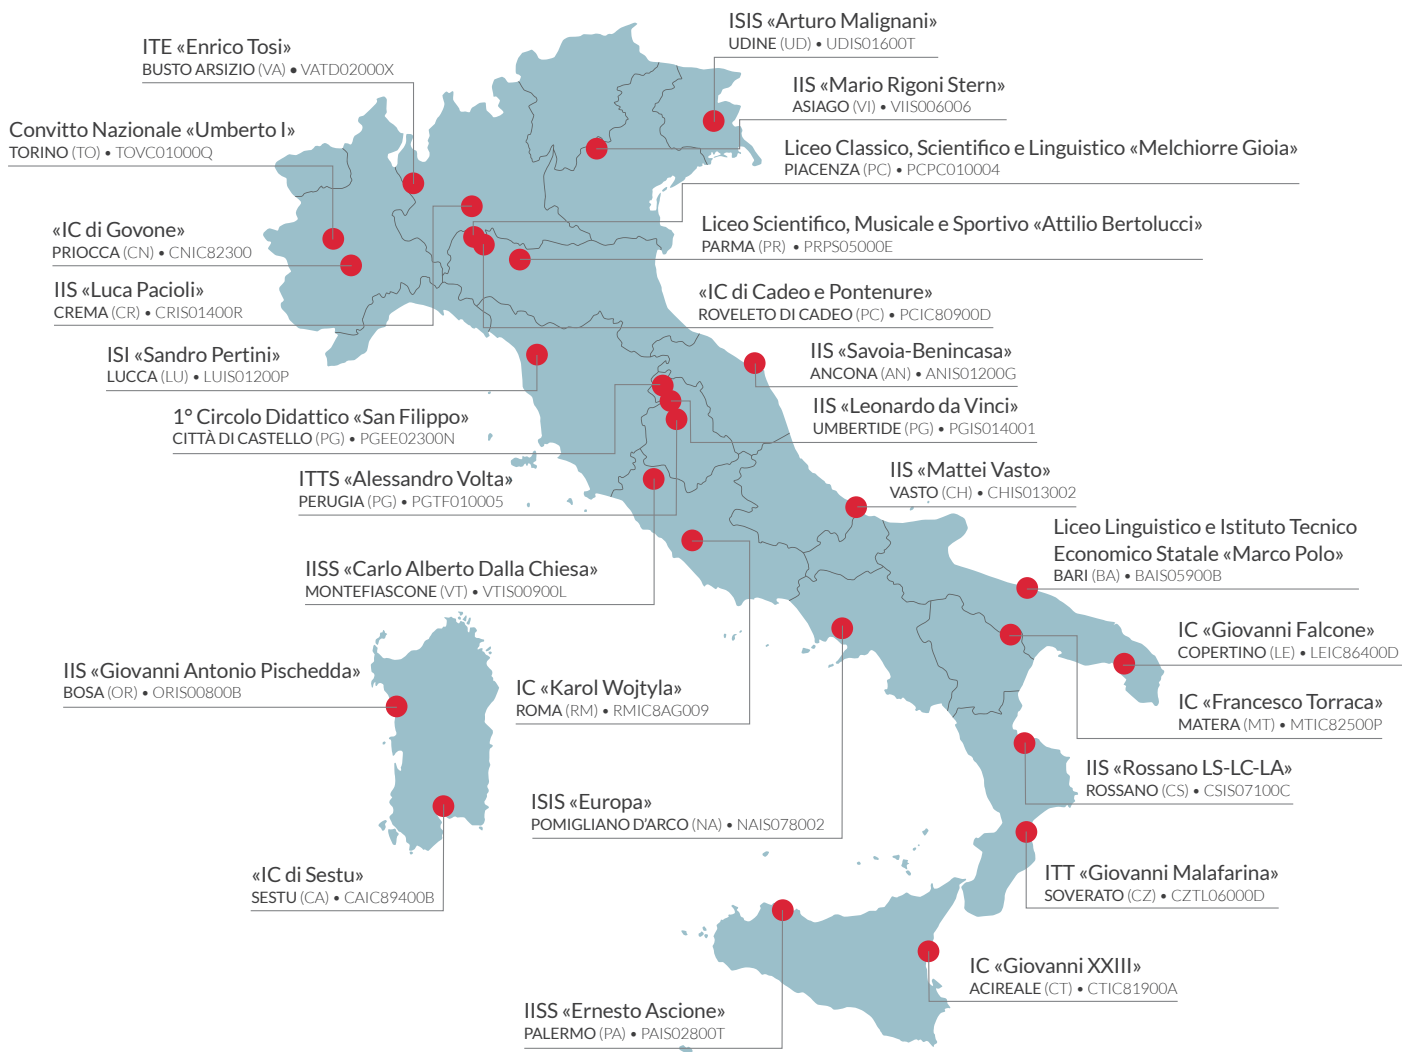 ISIS «Arturo Malignani»
UDINE (UD) • UDIS01600T
ITE «Enrico Tosi»
BUSTO ARSIZIO (VA) • VATD02000X
IIS «Mario Rigoni Stern»
ASIAGO (VI) • VIIS006006
Convitto Nazionale «Umberto I»
TORINO (TO) • TOVC01000Q
Liceo Classico, Scientifico e Linguistico «Melchiorre Gioia»
PIACENZA (PC) • PCPC010004
«IC di Govone»
PRIOCCA (CN) • CNIC82300
Liceo Scientifico, Musicale e Sportivo «Attilio Bertolucci»
PARMA (PR) • PRPS05000E
IIS «Luca Pacioli»
CREMA (CR) • CRIS01400R
«IC di Cadeo e Pontenure»
ROVELETO DI CADEO (PC) • PCIC80900D
ISI «Sandro Pertini»
LUCCA (LU) • LUIS01200P
IIS «Savoia-Benincasa»
ANCONA (AN) • ANIS01200G
1° Circolo Didattico «San Filippo»
CITTÀ DI CASTELLO (PG) • PGEE02300N
IIS «Leonardo da Vinci»
UMBERTIDE (PG) • PGIS014001
ITTS «Alessandro Volta»
PERUGIA (PG) • PGTF010005
IIS «Mattei Vasto»
VASTO (CH) • CHIS013002
Liceo Linguistico e Istituto Tecnico
Economico Statale «Marco Polo»
BARI (BA) • BAIS05900B
IISS «Carlo Alberto Dalla Chiesa»
MONTEFIASCONE (VT) • VTIS00900L
IC «Giovanni Falcone»
COPERTINO (LE) • LEIC86400D
IIS «Giovanni Antonio Pischedda»
BOSA (OR) • ORIS00800B
IC «Karol Wojtyla»
ROMA (RM) • RMIC8AG009
IC «Francesco Torraca»
MATERA (MT) • MTIC82500P
IIS «Rossano LS-LC-LA»
ROSSANO (CS) • CSIS07100C
ISIS «Europa»
POMIGLIANO D'ARCO (NA) • NAIS078002
«IC di Sestu»
SESTU (CA) • CAIC89400B
ITT «Giovanni Malafarina»
SOVERATO (CZ) • CZTL06000D
IC «Giovanni XXIII»
ACIREALE (CT) • CTIC81900A
IISS «Ernesto Ascione»
PALERMO (PA) • PAIS02800T